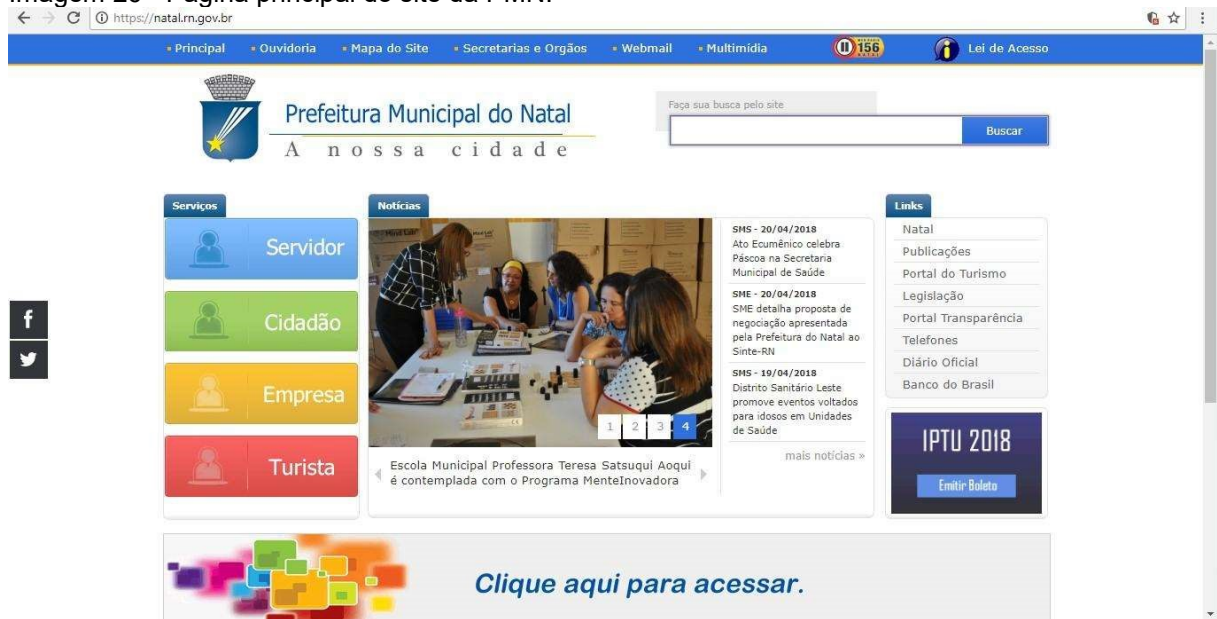 https://natal.rn.gov.br
Principal Ouvidoria Mapa do Site Secretarias e Orgãos Webmail Multimídia 156 Lei de Acesso
Prefeitura Municipal do Natal
A nossa cidade
Faça sua busca pelo site
Buscar
Serviços
Servidor
Cidadão
Empresa
Turista
Notícias
1 2 3 4
Escola Municipal Professora Teresa Satsuqui Aoqui
é contemplada com o Programa MenteInovadora
SMS - 20/04/2018
Ato Ecumênico celebra
Páscoa na Secretaria
Municipal de Saúde
SME - 20/04/2018
SME detalha proposta de
negociação apresentada
pela Prefeitura do Natal ao
Sinte-RN
SMS - 19/04/2018
Distrito Sanitário Leste
promove eventos voltados
para idosos em Unidades
de Saúde
mais notícias »
Links
Natal
Publicações
Portal do Turismo
Legislação
Portal Transparência
Telefones
Diário Oficial
Banco do Brasil
IPTU 2018
Emitir Boleto
Clique aqui para acessar.